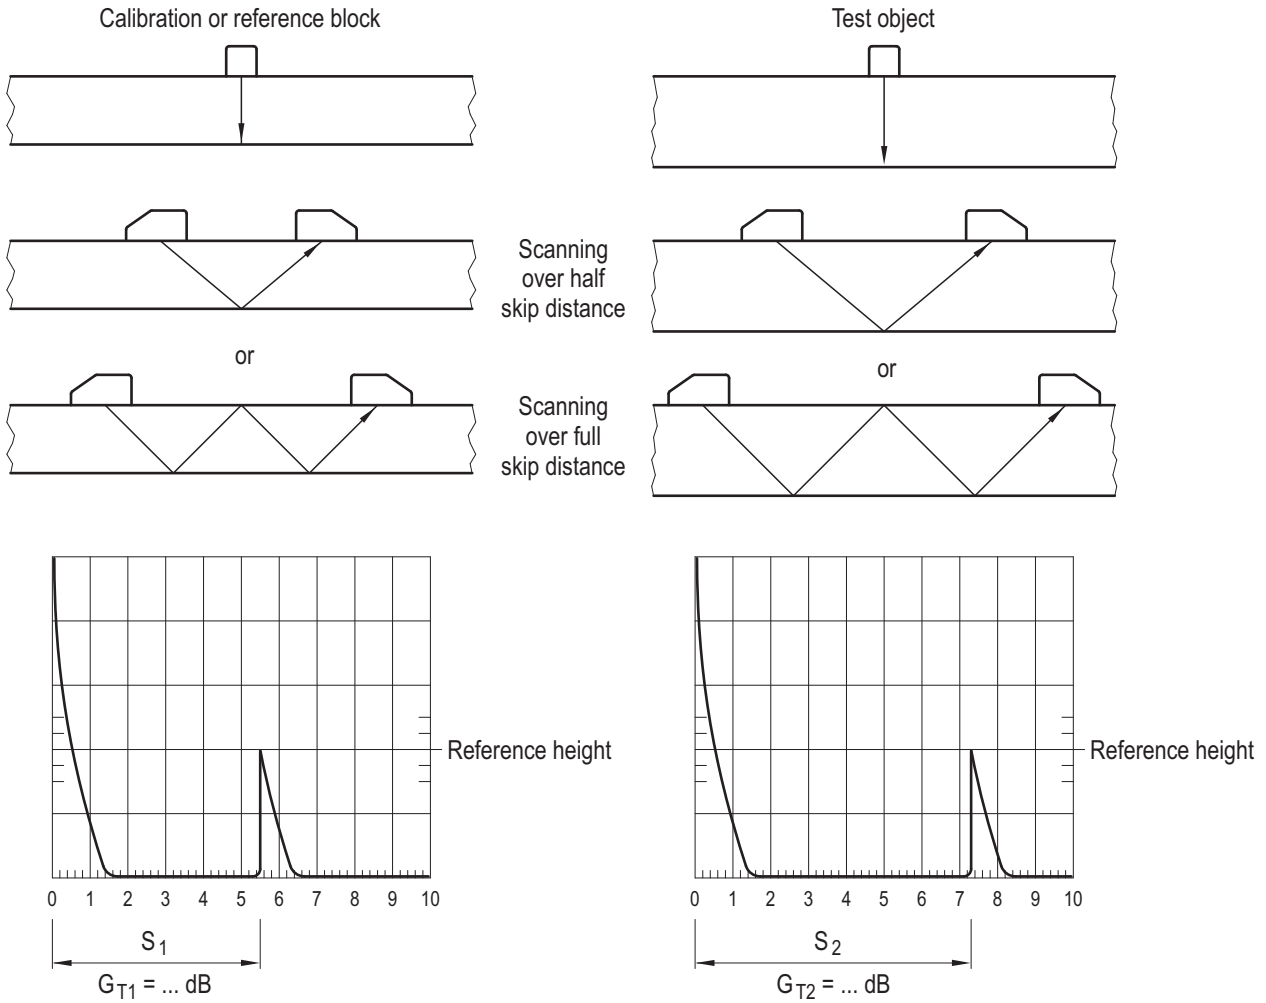 Calibration or reference block
Test object
Scanning
over half
skip distance
or
or
Scanning
over full
skip distance
Reference height
Reference height
0 1 2 3 4 5 6 7 8 9 10
0 1 2 3 4 5 6 7 8 9 10
S1
S2
GT1 = ... dB
GT2 = ... dB